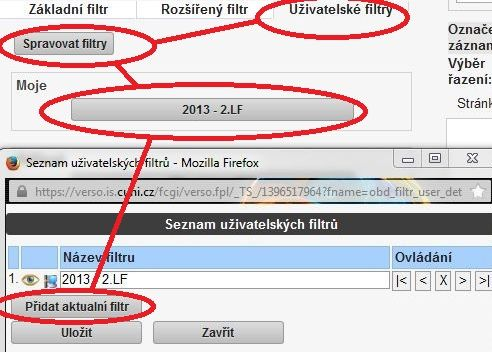 Základní filtr Rozšířený filtr Uživatelské filtry
Spravovat filtry
Označe
záznam
Výběr
řazení:
Moje
2013 - 2.LF
Stránk
Seznam uživatelských filtrů - Mozilla Firefox
https://verso.is.cuni.cz/fcgi/verso.fpl/_TS_/1396517964?fname=obd_filtr_user_det
Seznam uživatelských filtrů
Název filtru Ovládání
1. 2013 - 2.LF |< < X > >|
Přidat aktualní filtr
Uložit Zavřít